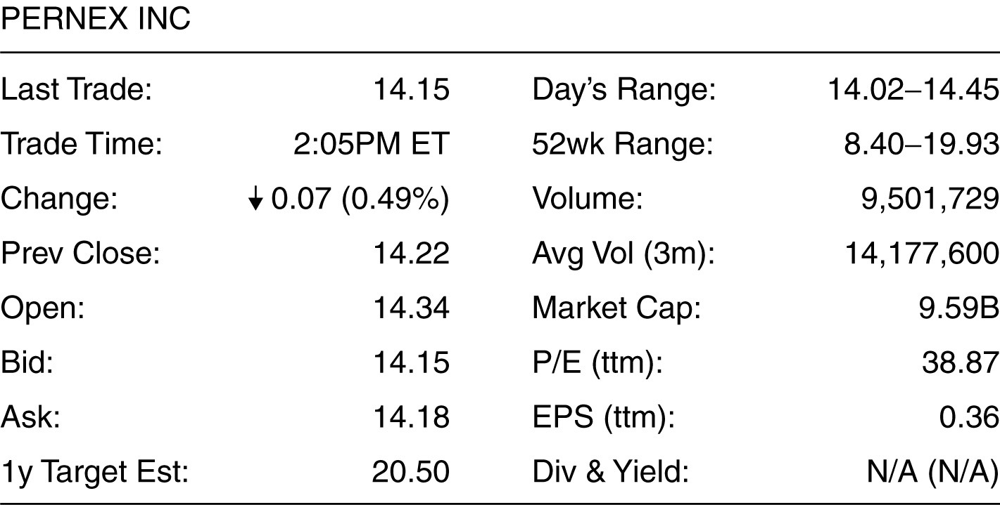 PERNEX INC
Last Trade: 14.15 Day’s Range: 14.02–14.45
Trade Time: 2:05PM ET 52wk Range: 8.40–19.93
Change: ↓ 0.07 (0.49%) Volume: 9,501,729
Prev Close: 14.22 Avg Vol (3m): 14,177,600
Open: 14.34 Market Cap: 9.59B
Bid: 14.15 P/E (ttm): 38.87
Ask: 14.18 EPS (ttm): 0.36
1y Target Est: 20.50 Div & Yield: N/A (N/A)